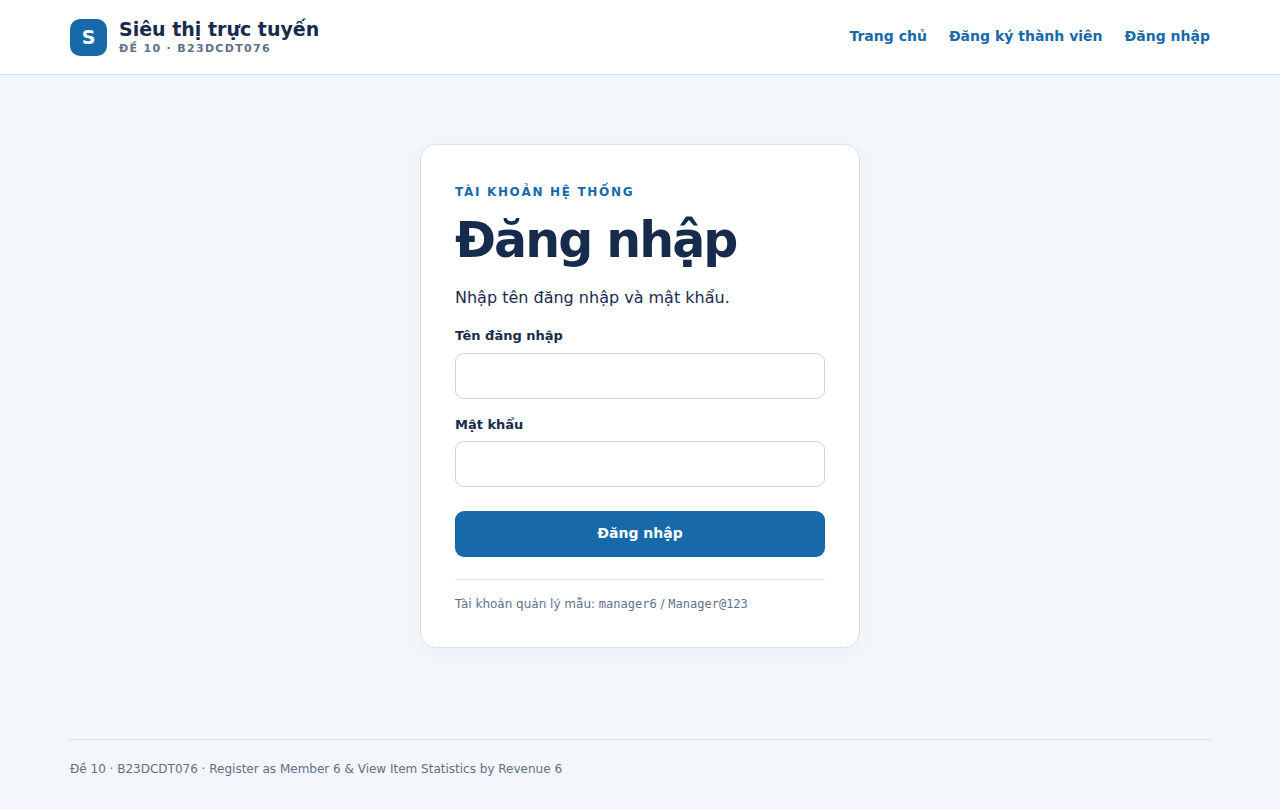 S
Siêu thị trực tuyến
ĐỀ 10 · B23DCDT076
Trang chủ Đăng ký thành viên Đăng nhập
TÀI KHOẢN HỆ THỐNG
Đăng nhập
Nhập tên đăng nhập và mật khẩu.
Tên đăng nhập
Mật khẩu
Đăng nhập
Tài khoản quản lý mẫu: manager6 / Manager@123
Đề 10 · B23DCDT076 · Register as Member 6 & View Item Statistics by Revenue 6